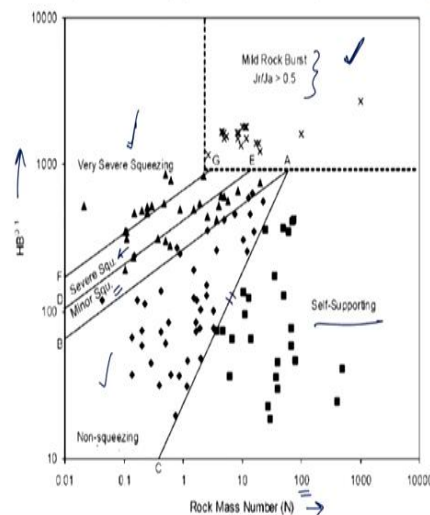 10000
Mild Rock Burst
Jr/Ja > 0.5
1000
Very Severe Squeezing
G
E
A
F
Severe Squ.
D
Minor Squ.
B
100
Self-Supporting
Non-squeezing
10
C
0.01
0.1
1
10
100
1000
10000
Rock Mass Number (N)